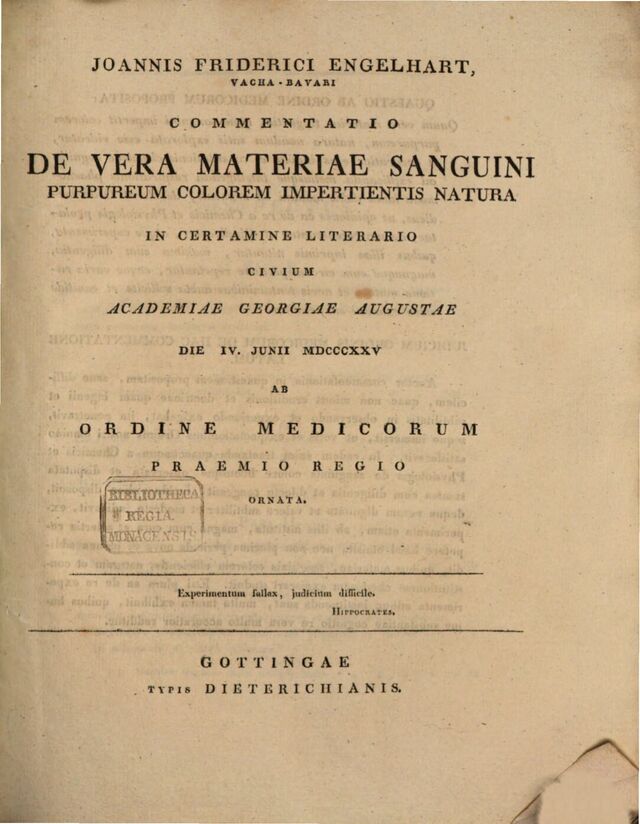 JOANNIS FRIDERICI ENGELHART,
VACHA-BAVARI
COMMENTATIO
DE VERA MATERIAE SANGUINI
PURPUREUM COLOREM IMPERTIENTIS NATURA
IN CERTAMINE LITERARIO
CIVIUM
ACADEMIAE GEORGIAE AUGUSTAE
DIE IV. JUNII MDCCCXXV
AB
ORDINE MEDICORUM
PRAEMIO REGIO
ORNATA.
BIBLIOTHECA
REGIA
MONACENSIS
Experimentum fallax, judicium difficile.
HIPPOCRATES.
GOTTINGAE
TYPIS DIETERICHIANIS.